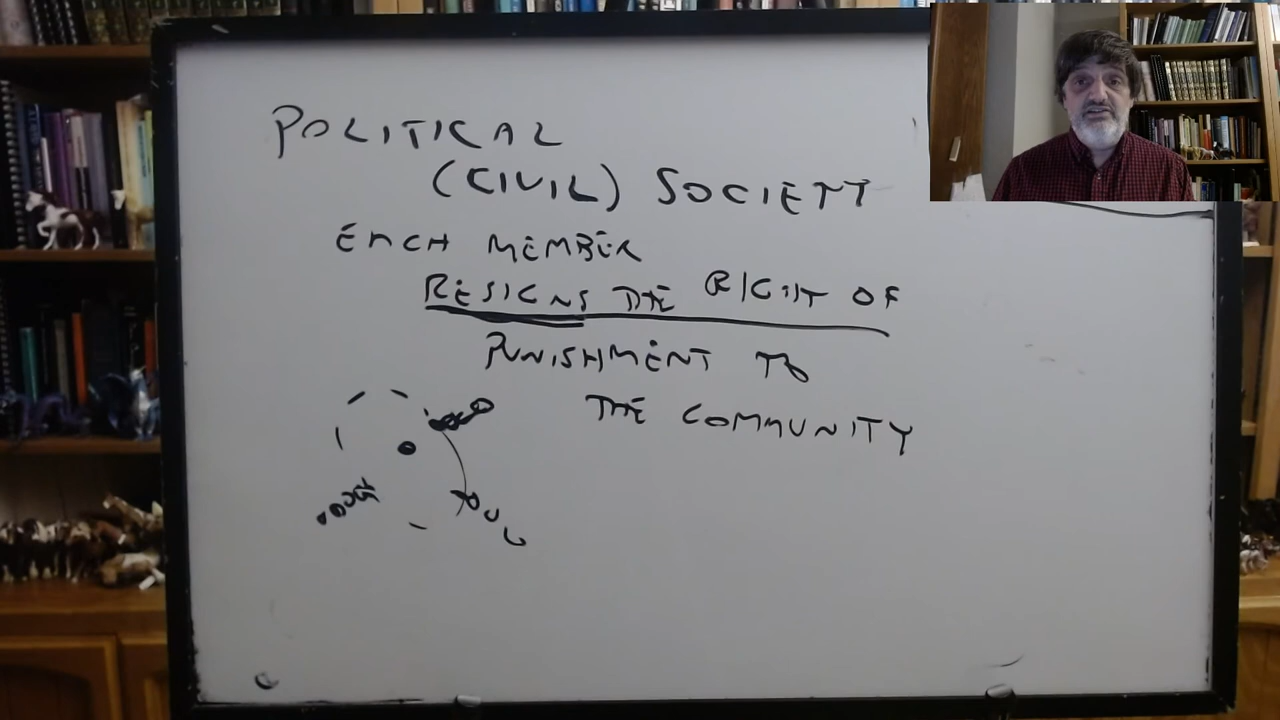 POLITICAL
(CIVIL) SOCIETY
EACH MEMBER
RESIGNS THE RIGHT OF
PUNISHMENT TO
THE COMMUNITY